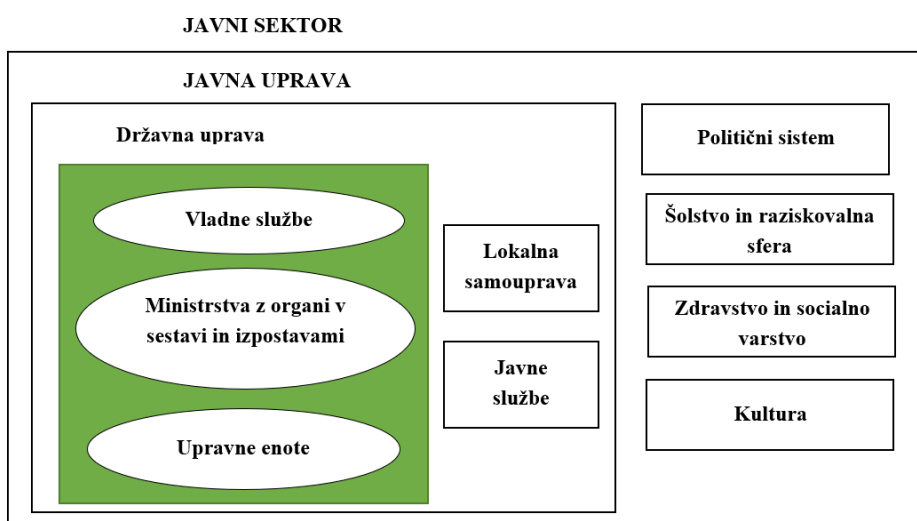 JAVNI SEKTOR
JAVNA UPRAVA
Državna uprava
Vladne službe
Ministrstva z organi v
sestavi in izpostavami
Upravne enote
Lokalna
samouprava
Javne
službe
Politični sistem
Šolstvo in raziskovalna
sfera
Zdravstvo in socialno
varstvo
Kultura